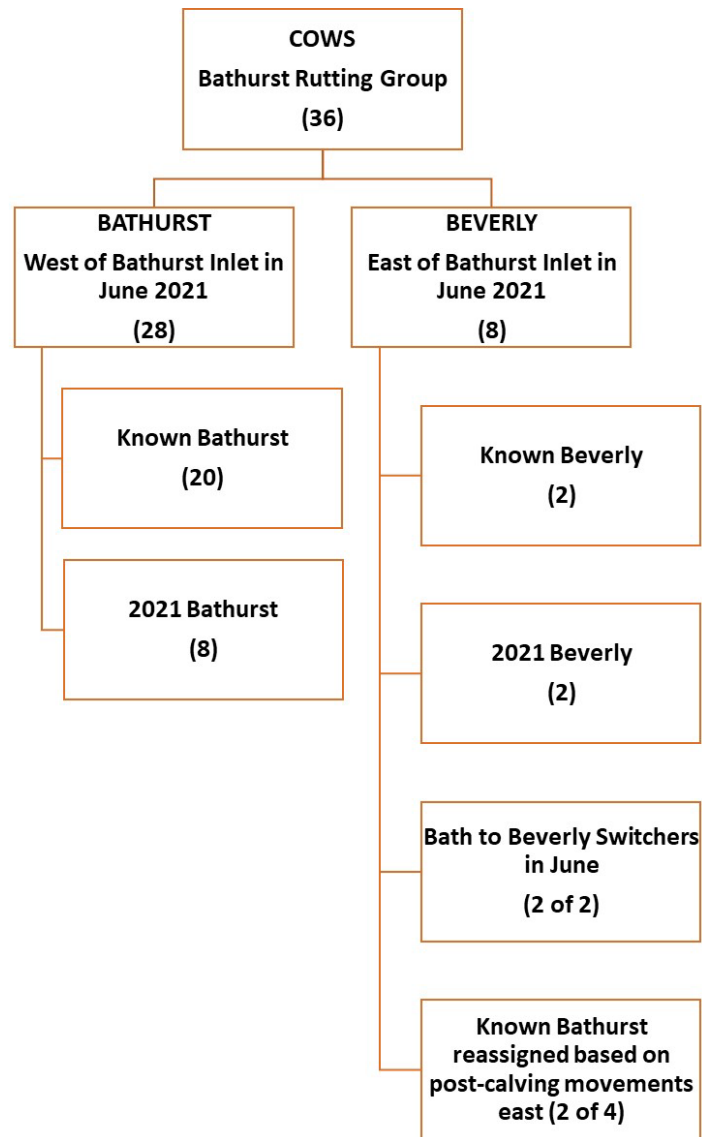 COWS
Bathurst Rutting Group
(36)
BATHURST
West of Bathurst Inlet in
June 2021
(28)
BEVERLY
East of Bathurst Inlet in
June 2021
(8)
Known Bathurst
(20)
2021 Bathurst
(8)
Known Beverly
(2)
2021 Beverly
(2)
Bath to Beverly Switchers
in June
(2 of 2)
Known Bathurst
reassigned based on
post-calving movements
east (2 of 4)